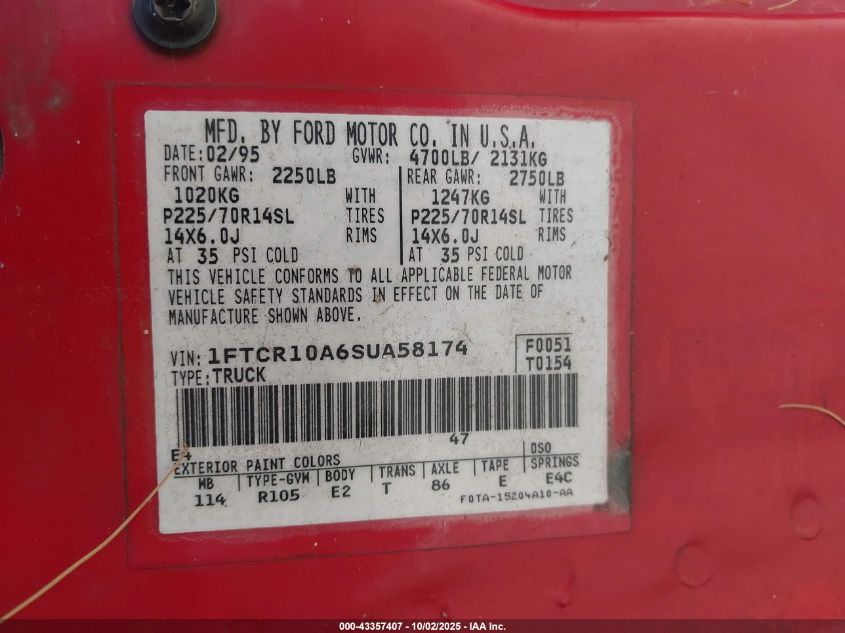 MFD. BY FORD MOTOR CO. IN U.S.A.
DATE: 02/95 GVWR: 4700LB/ 2131KG
FRONT GAWR: 2250LB REAR GAWR: 2750LB
1020KG WITH 1247KG WITH
P225/70R14SL TIRES P225/70R14SL TIRES
14X6.0J RIMS 14X6.0J RIMS
AT 35 PSI COLD AT 35 PSI COLD
THIS VEHICLE CONFORMS TO ALL APPLICABLE FEDERAL MOTOR
VEHICLE SAFETY STANDARDS IN EFFECT ON THE DATE OF
MANUFACTURE SHOWN ABOVE.
VIN: 1FTCR10A6SUA58174 F0051
TYPE: TRUCK T0154
E4 47
EXTERIOR PAINT COLORS DSO
WB TYPE-GVW BODY TRANS AXLE TAPE SPRINGS
114 R105 E2 T 86 E E4C
F0TA-15204A10-AA
000-43357407 - 10/02/2025 - IAA Inc.